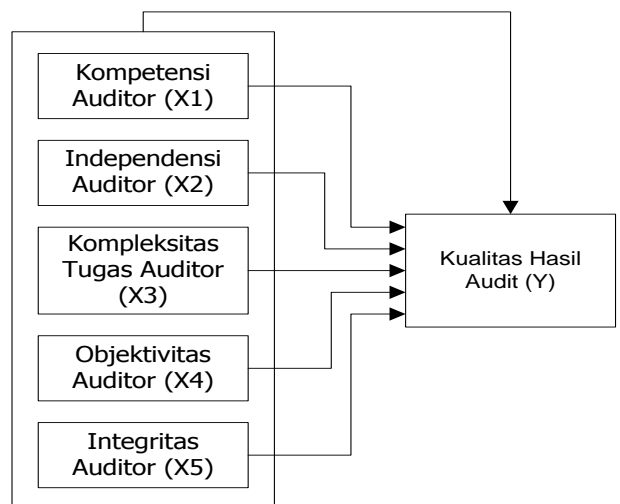 Kompetensi
Auditor (X1)
Independensi
Auditor (X2)
Kompleksitas
Tugas Auditor
(X3)
Objektivitas
Auditor (X4)
Integritas
Auditor (X5)
Kualitas Hasil
Audit (Y)